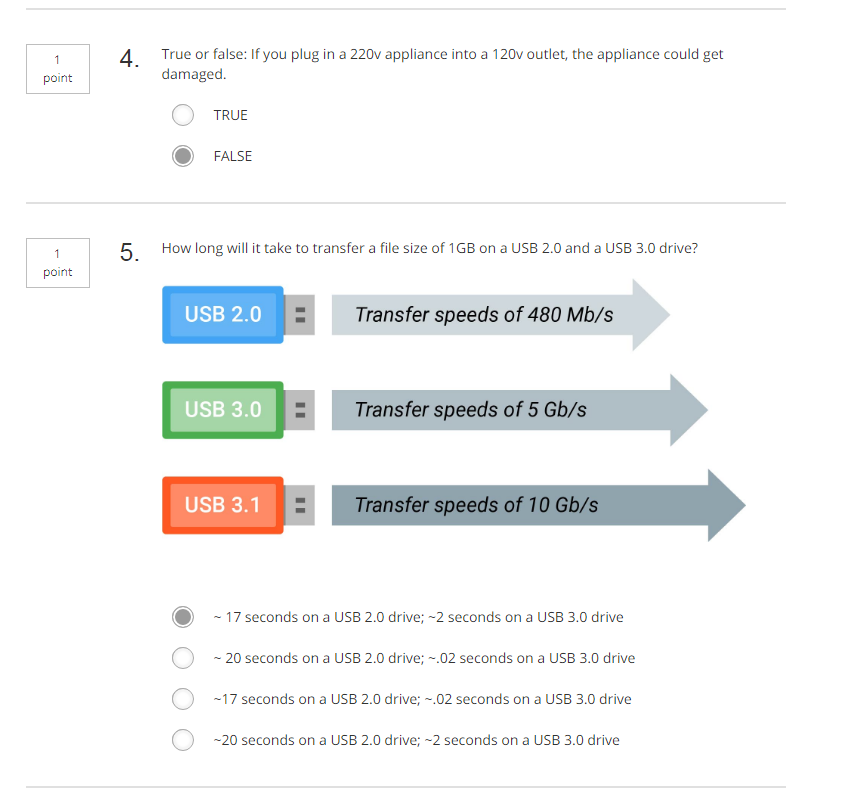 1
point
4.
True or false: If you plug in a 220v appliance into a 120v outlet, the appliance could get
damaged.
TRUE
FALSE
1
point
5.
How long will it take to transfer a file size of 1GB on a USB 2.0 and a USB 3.0 drive?
USB 2.0
Transfer speeds of 480 Mb/s
USB 3.0
Transfer speeds of 5 Gb/s
USB 3.1
Transfer speeds of 10 Gb/s
~ 17 seconds on a USB 2.0 drive; ~2 seconds on a USB 3.0 drive
~ 20 seconds on a USB 2.0 drive; ~.02 seconds on a USB 3.0 drive
~17 seconds on a USB 2.0 drive; ~.02 seconds on a USB 3.0 drive
~20 seconds on a USB 2.0 drive; ~2 seconds on a USB 3.0 drive